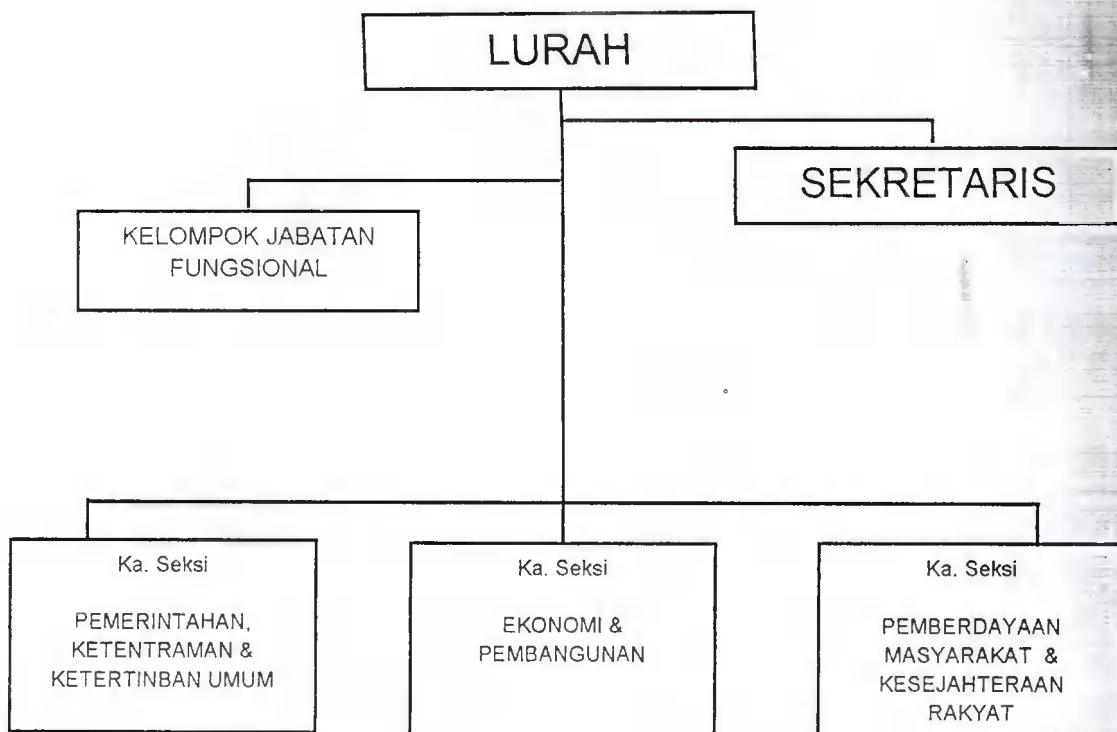 LURAH
SEKRETARIS
KELOMPOK JABATAN
FUNGSIONAL
Ka. Seksi
PEMERINTAHAN,
KETENTRAMAN &
KETERTINBAN UMUM
Ka. Seksi
EKONOMI &
PEMBANGUNAN
Ka. Seksi
PEMBERDAYAAN
MASYARAKAT &
KESEJAHTERAAN
RAKYAT